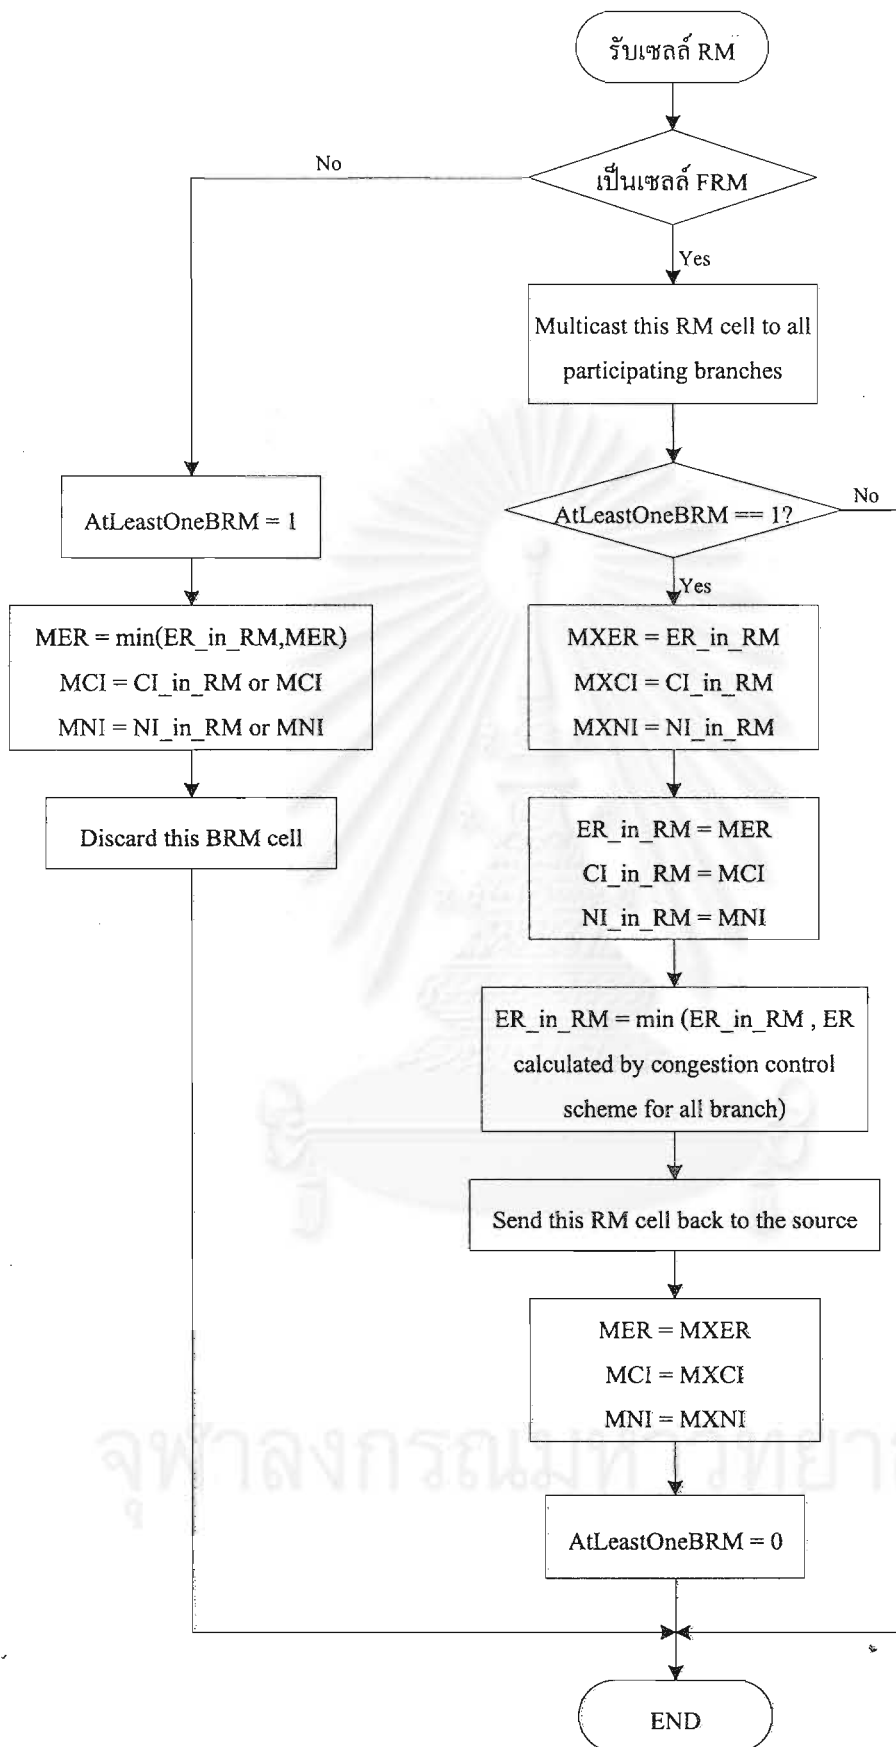 รับเซลล์ RM
เป็นเซลล์ FRM
No
Yes
Multicast this RM cell to all
participating branches
AtLeastOneBRM == 1?
No
Yes
AtLeastOneBRM = 1
MER = min(ER_in_RM,MER)
MCI = CI_in_RM or MCI
MNI = NI_in_RM or MNI
Discard this BRM cell
MXER = ER_in_RM
MXCI = CI_in_RM
MXNI = NI_in_RM
ER_in_RM = MER
CI_in_RM = MCI
NI_in_RM = MNI
ER_in_RM = min (ER_in_RM , ER
calculated by congestion control
scheme for all branch)
Send this RM cell back to the source
MER = MXER
MCI = MXCI
MNI = MXNI
AtLeastOneBRM = 0
END